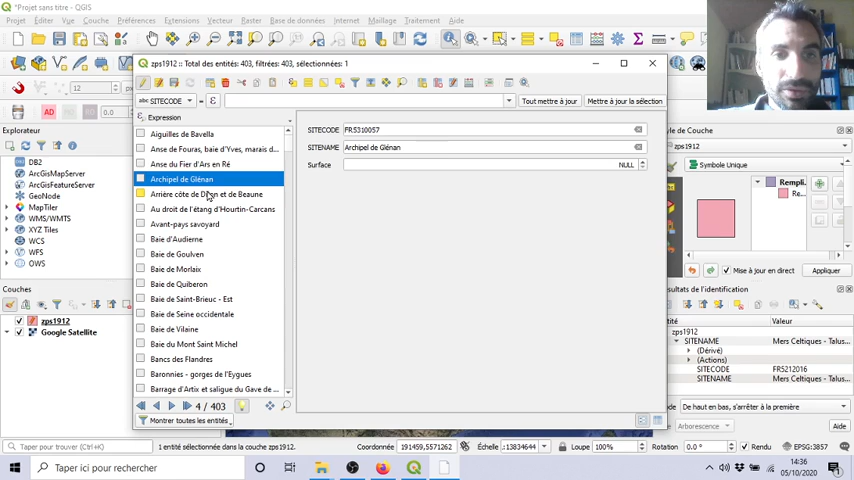 *Projet sans titre — QGIS
Projet Éditer Vue Couche Préférences Extensions Vecteur Raster Base de données Internet Maillage Traitement Aide
12
0.0
Explorateur
DB2
ArcGisMapServer
ArcGisFeatureServer
GeoNode
MapTiler
WMS/WMTS
XYZ Tiles
WCS
WFS
OWS
Couches
zps1912
Google Satellite
zps1912 :: Total des entités: 403, filtrées: 403, sélectionnées: 1
abc SITECODE = ε
Tout mettre à jour
Mettre à jour la sélection
Expression
Aiguilles de Bavella
Anse de Fouras, baie d'Yves, marais d...
Anse du Fier d'Ars en Ré
Archipel de Glénan
Arrière côte de Dijon et de Beaune
Au droit de l'étang d'Hourtin-Carcans
Avant-pays savoyard
Baie d'Audierne
Baie de Goulven
Baie de Morlaix
Baie de Quiberon
Baie de Saint-Brieuc - Est
Baie de Seine occidentale
Baie de Vilaine
Baie du Mont Saint Michel
Bancs des Flandres
Baronnies - gorges de l'Eygues
Barrage d'Artix et saligue du Gave de ...
4 / 403
Montrer toutes les entités
SITECODE FR5310057
SITENAME Archipel de Glénan
Surface NULL
Style de Couche
zps1912
Symbole Unique
Rempli...
Re...
Mise à jour en direct
Appliquer
Résultats de l'identification
Entité Valeur
zps1912
SITENAME Mers Celtiques - Talus...
(Dérivé)
(Actions)
SITECODE FR5212016
SITENAME Mers Celtiques - Talus...
Mode De haut en bas, s'arrêter à la première
Arborescence
Aide
Taper pour trouver (Ctrl+K)
1 entité sélectionnée dans la couche zps1912.
Coordonnée 191459,5571262
Échelle 1:13834644
Loupe 100%
Rotation 0.0 °
Rendu
EPSG:3857
Taper ici pour rechercher
14:36
05/10/2020